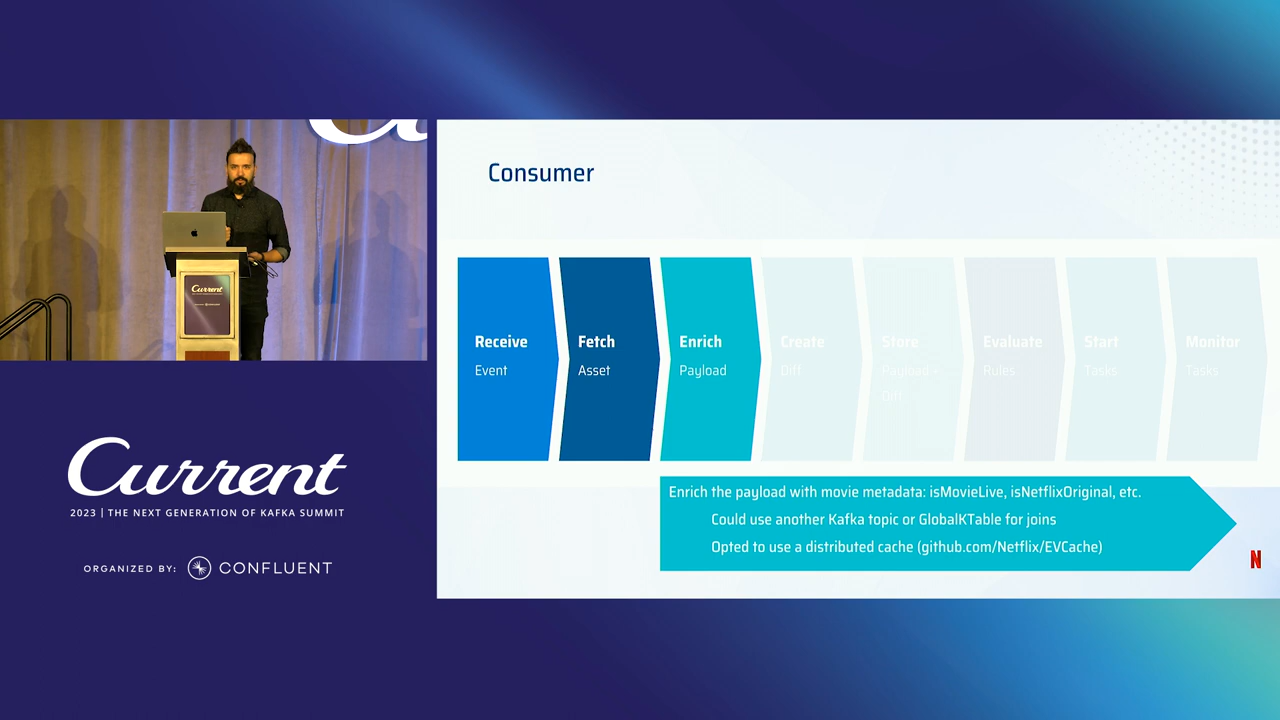 Consumer
Receive
Event
Fetch
Asset
Enrich
Payload
Create
Diff
Store
Payload +
Diff
Evaluate
Rules
Start
Tasks
Monitor
Tasks
Enrich the payload with movie metadata: isMovieLive, isNetflixOriginal, etc.
Could use another Kafka topic or GlobalKTable for joins
Opted to use a distributed cache (github.com/Netflix/EVCache)
N
Current
Current
2023 | THE NEXT GENERATION OF KAFKA SUMMIT
ORGANIZED BY: CONFLUENT